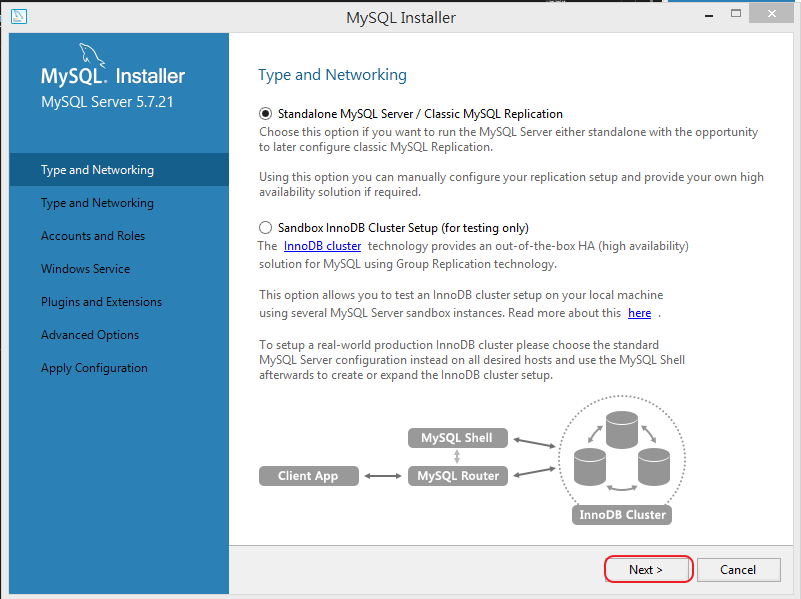 MySQL Installer
MySQL. Installer
MySQL Server 5.7.21
Type and Networking
Type and Networking
Accounts and Roles
Windows Service
Plugins and Extensions
Advanced Options
Apply Configuration
Type and Networking
Standalone MySQL Server / Classic MySQL Replication
Choose this option if you want to run the MySQL Server either standalone with the opportunity
to later configure classic MySQL Replication.
Using this option you can manually configure your replication setup and provide your own high
availability solution if required.
Sandbox InnoDB Cluster Setup (for testing only)
The InnoDB cluster technology provides an out-of-the-box HA (high availability)
solution for MySQL using Group Replication technology.
This option allows you to test an InnoDB cluster setup on your local machine
using several MySQL Server sandbox instances. Read more about this here .
To setup a real-world production InnoDB cluster please choose the standard
MySQL Server configuration instead on all desired hosts and use the MySQL Shell
afterwards to create or expand the InnoDB cluster setup.
MySQL Shell
Client App
MySQL Router
InnoDB Cluster
Next >
Cancel